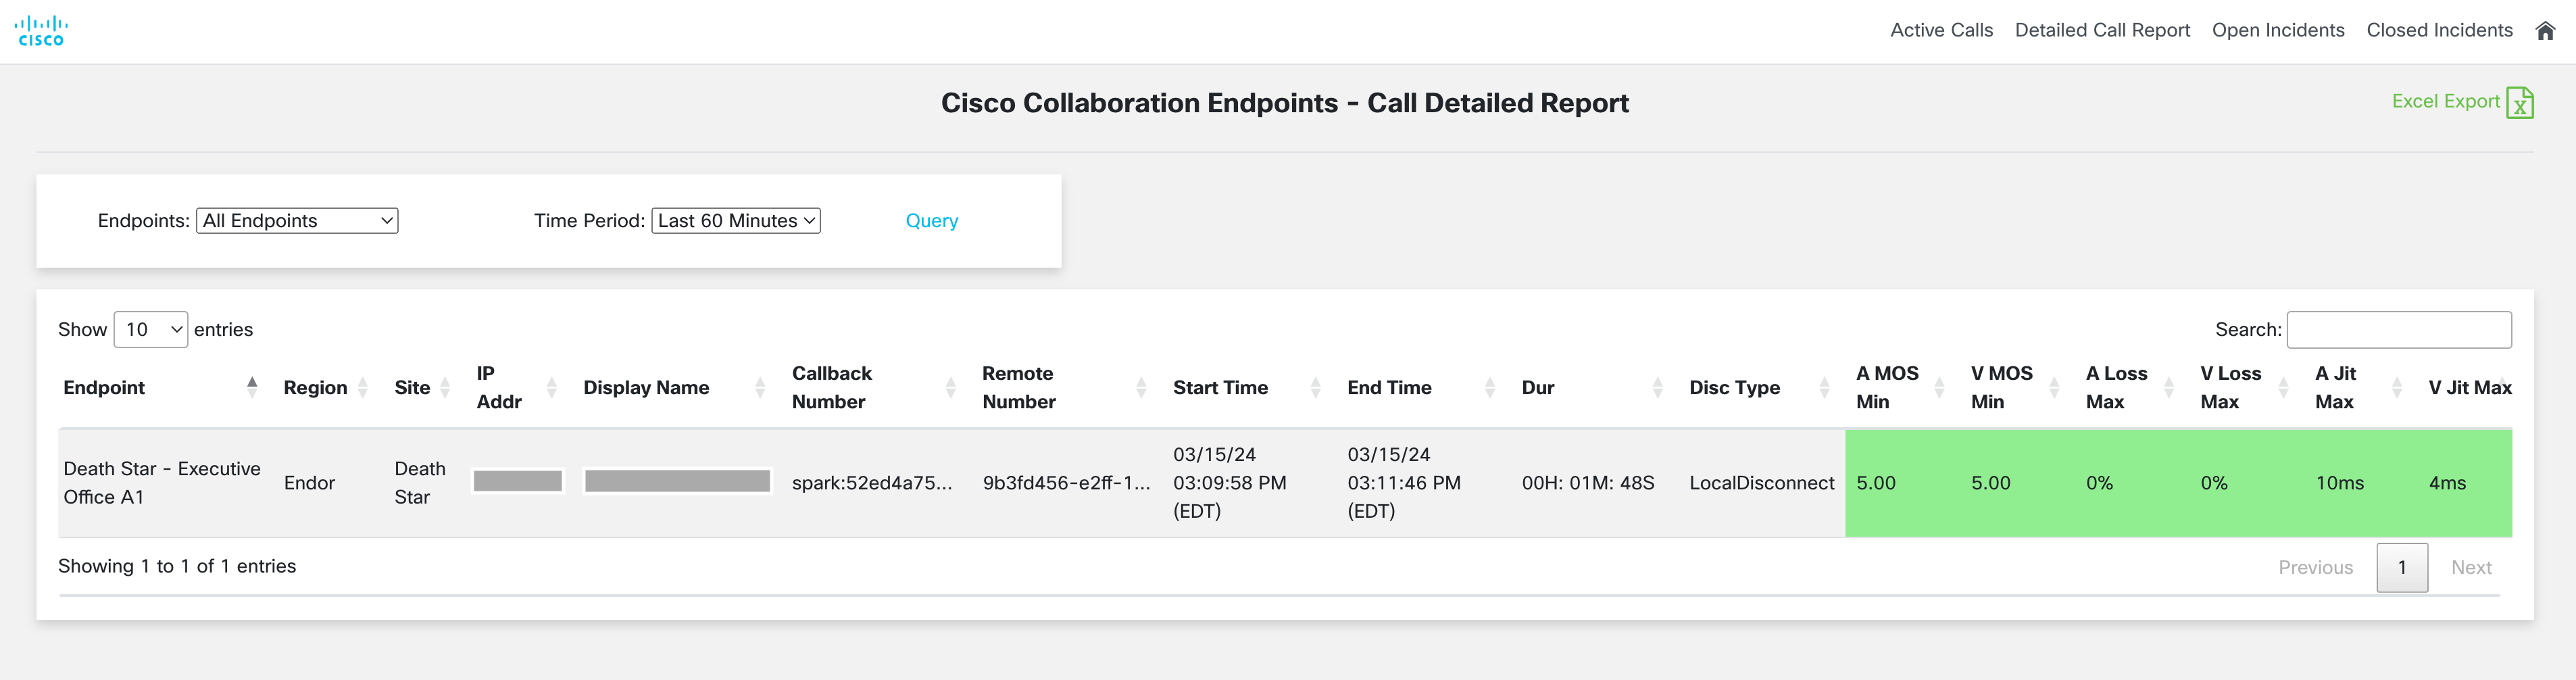 CISCO
Active Calls Detailed Call Report Open Incidents Closed Incidents
Cisco Collaboration Endpoints - Call Detailed Report
Excel Export
Endpoints: All Endpoints Time Period: Last 60 Minutes Query
Show 10 entries
Search:
Endpoint Region Site IP Addr Display Name Callback Number Remote Number Start Time End Time Dur Disc Type A MOS Min V MOS Min A Loss Max V Loss Max A Jit Max V Jit Max
Death Star - Executive Office A1 Endor Death Star spark:52ed4a75... 9b3fd456-e2ff-1... 03/15/24 03:09:58 PM (EDT) 03/15/24 03:11:46 PM (EDT) 00H: 01M: 48S LocalDisconnect 5.00 5.00 0% 0% 10ms 4ms
Showing 1 to 1 of 1 entries
Previous 1 Next